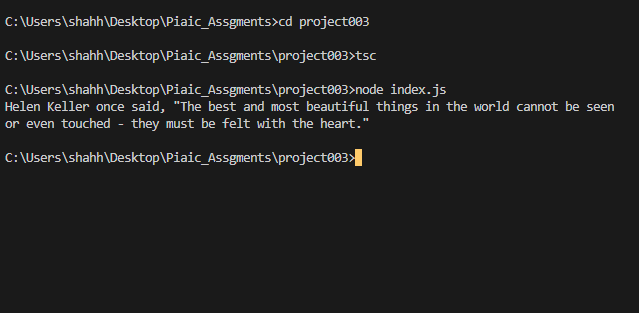 C:\Users\shahh\Desktop\Piaic_Assgments>cd project003
C:\Users\shahh\Desktop\Piaic_Assgments\project003>tsc
C:\Users\shahh\Desktop\Piaic_Assgments\project003>node index.js
Helen Keller once said, "The best and most beautiful things in the world cannot be seen
or even touched - they must be felt with the heart."
C:\Users\shahh\Desktop\Piaic_Assgments\project003>